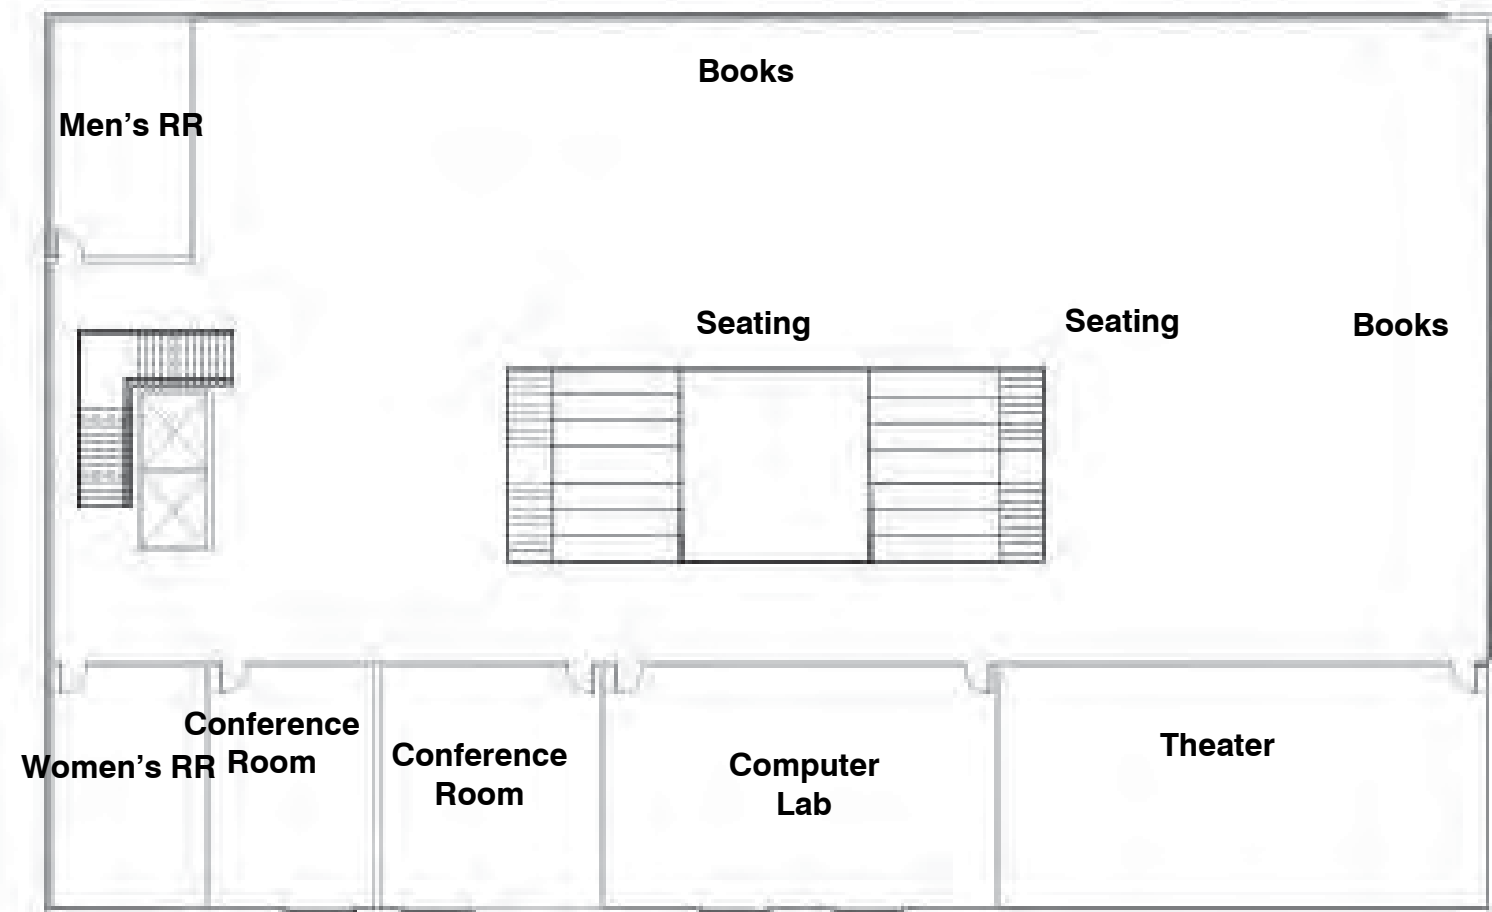 Books
Men’s RR
Seating
Seating
Books
Conference
Room
Women’s RR
Conference
Room
Computer
Lab
Theater